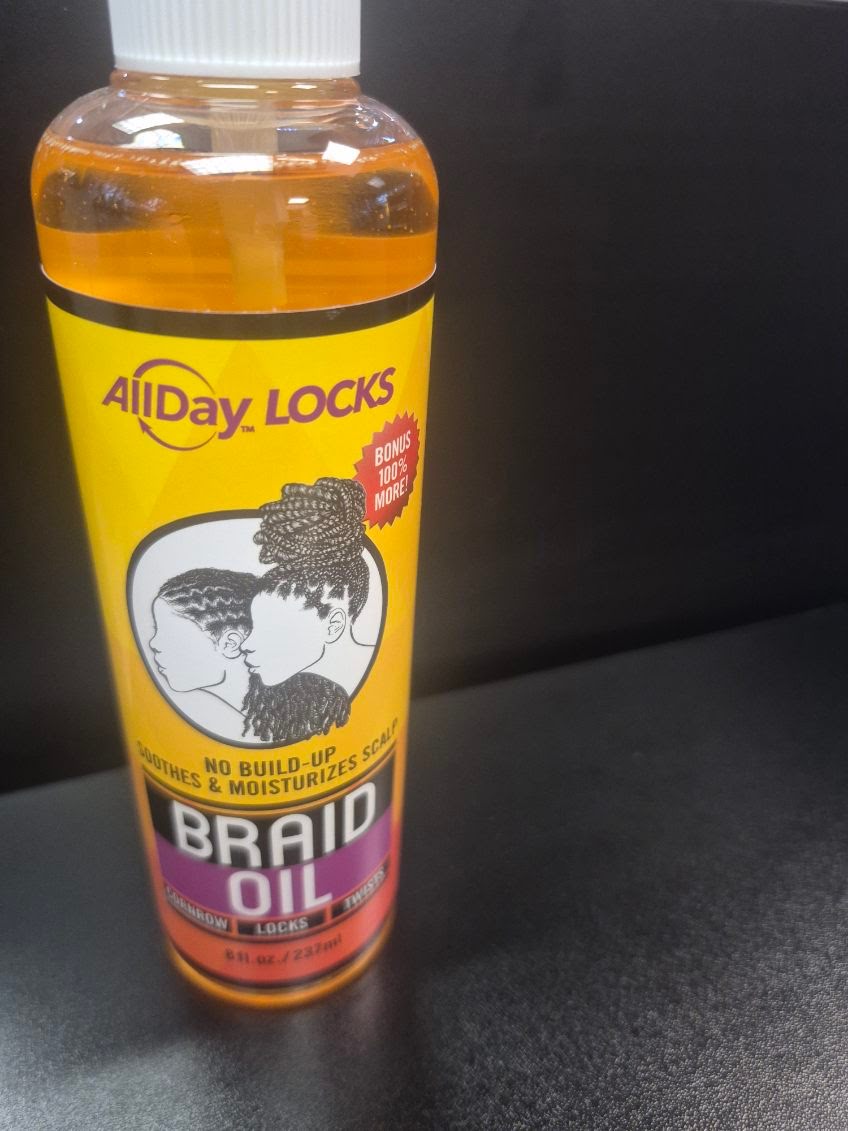 AllDay™ LOCKS
BONUS
100%
MORE!
NO BUILD-UP
SOOTHES & MOISTURIZES SCALP
BRAID
OIL
CORNROW LOCKS TWISTS
8 fl. oz. / 237ml